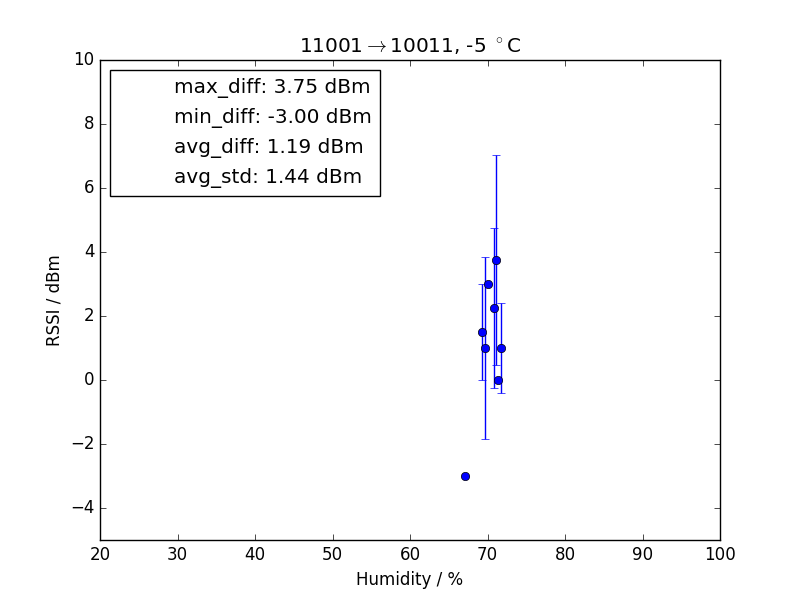 11001→10011, -5 °C
max_diff: 3.75 dBm
min_diff: -3.00 dBm
avg_diff: 1.19 dBm
avg_std: 1.44 dBm
RSSI / dBm
10
8
6
4
2
0
−2
−4
20 30 40 50 60 70 80 90 100
Humidity / %